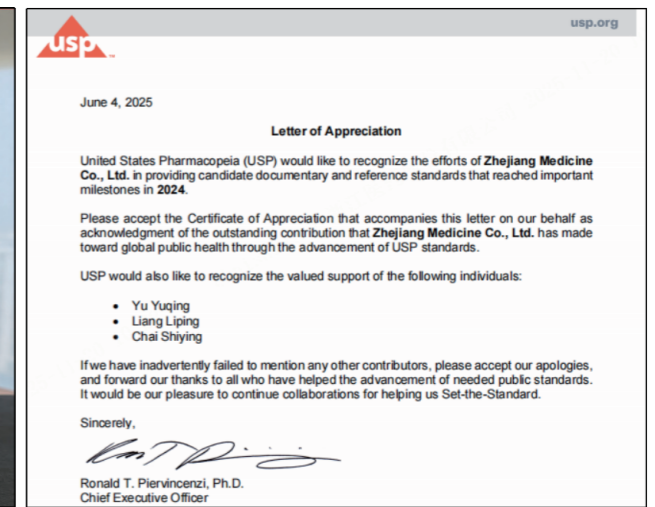 usp.org
usp
June 4, 2025
Letter of Appreciation
United States Pharmacopeia (USP) would like to recognize the efforts of Zhejiang Medicine
Co., Ltd. in providing candidate documentary and reference standards that reached important
milestones in 2024.
Please accept the Certificate of Appreciation that accompanies this letter on our behalf as
acknowledgment of the outstanding contribution that Zhejiang Medicine Co., Ltd. has made
toward global public health through the advancement of USP standards.
USP would also like to recognize the valued support of the following individuals:
• Yu Yuqing
• Liang Liping
• Chai Shiying
If we have inadvertently failed to mention any other contributors, please accept our apologies,
and forward our thanks to all who have helped the advancement of needed public standards.
It would be our pleasure to continue collaborations for helping us Set-the-Standard.
Sincerely,
Ronald T. Piervincenzi, Ph.D.
Chief Executive Officer